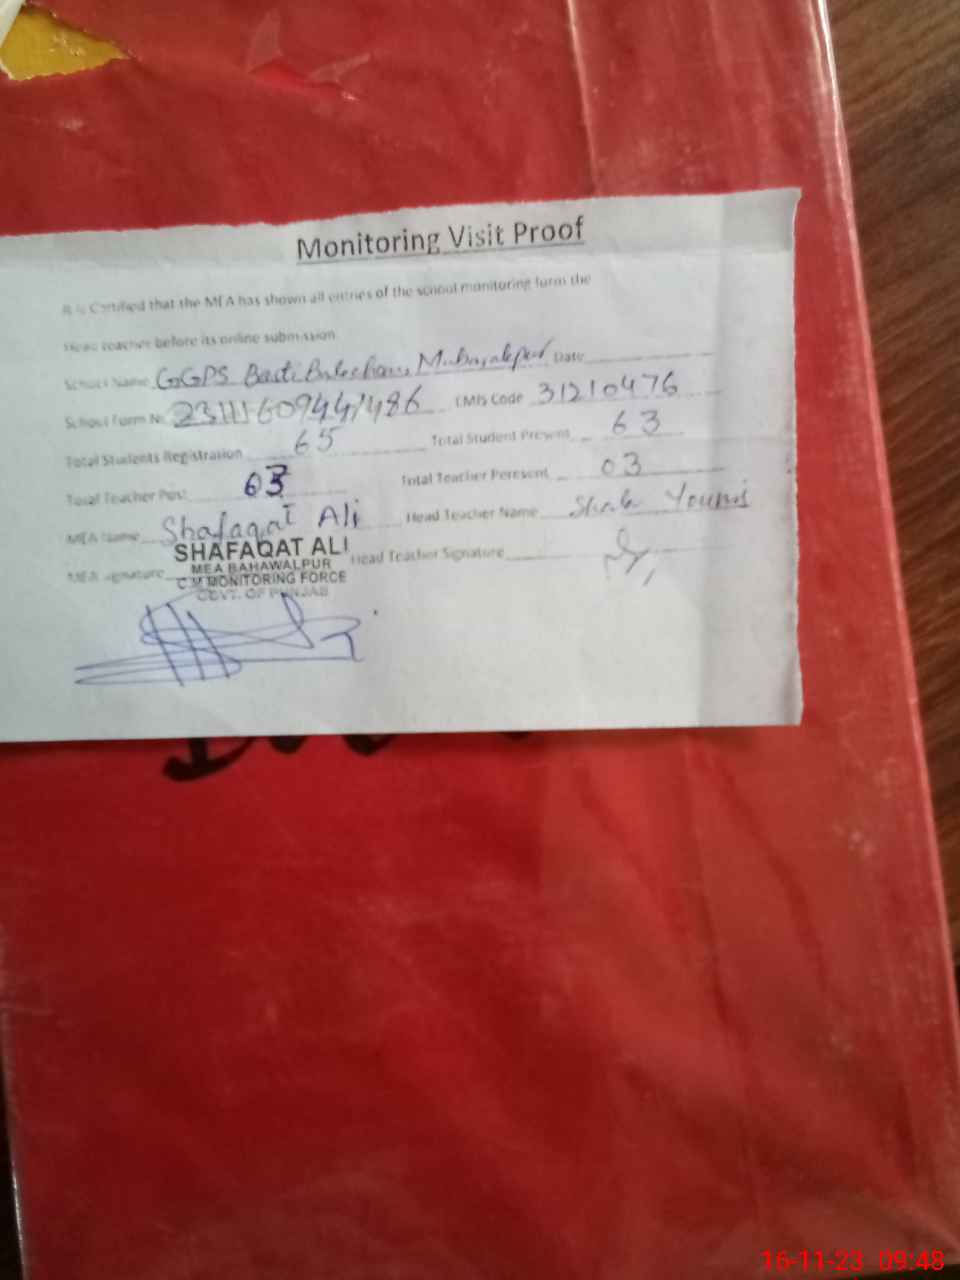 Monitoring Visit Proof
It is Certified that the MEA has shown all entries of the school monitoring form the
Head teacher before its online submission
School Name GGPS Basti Date
School Form No EMIS Code 31210476
Total Students Registration 65 Total Student Present 63
Total Teacher Post 03 Total Teacher Peresent 03
MEA Name Shafaqat Ali Head Teacher Name Younis
SHAFAQAT ALI
MEA BAHAWALPUR
C.M MONITORING FORCE
GOVT. OF PUNJAB
MEA signature Head Teacher Signature
16-11-23 09:48